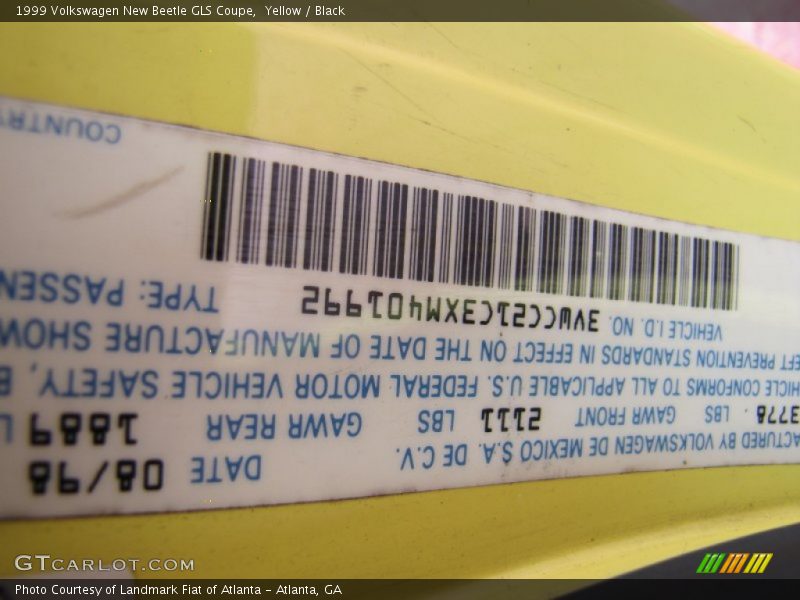 1999 Volkswagen New Beetle GLS Coupe,  Yellow / Black
ACTURED BY VOLKSWAGEN DE MEXICO S.A. DE C.V. DATE 08/98
3778 LBS GAWR FRONT 2111 LBS GAWR REAR 1889 L
HICLE CONFORMS TO ALL APPLICABLE U.S. FEDERAL MOTOR VEHICLE SAFETY, B
EFT PREVENTION STANDARDS IN EFFECT ON THE DATE OF MANUFACTURE SHOW
VEHICLE I.D. NO. 3VWCC21C3XM401992 TYPE: PASSEN
COUNTRY
GTCARLOT.COM
Photo Courtesy of Landmark Fiat of Atlanta - Atlanta, GA